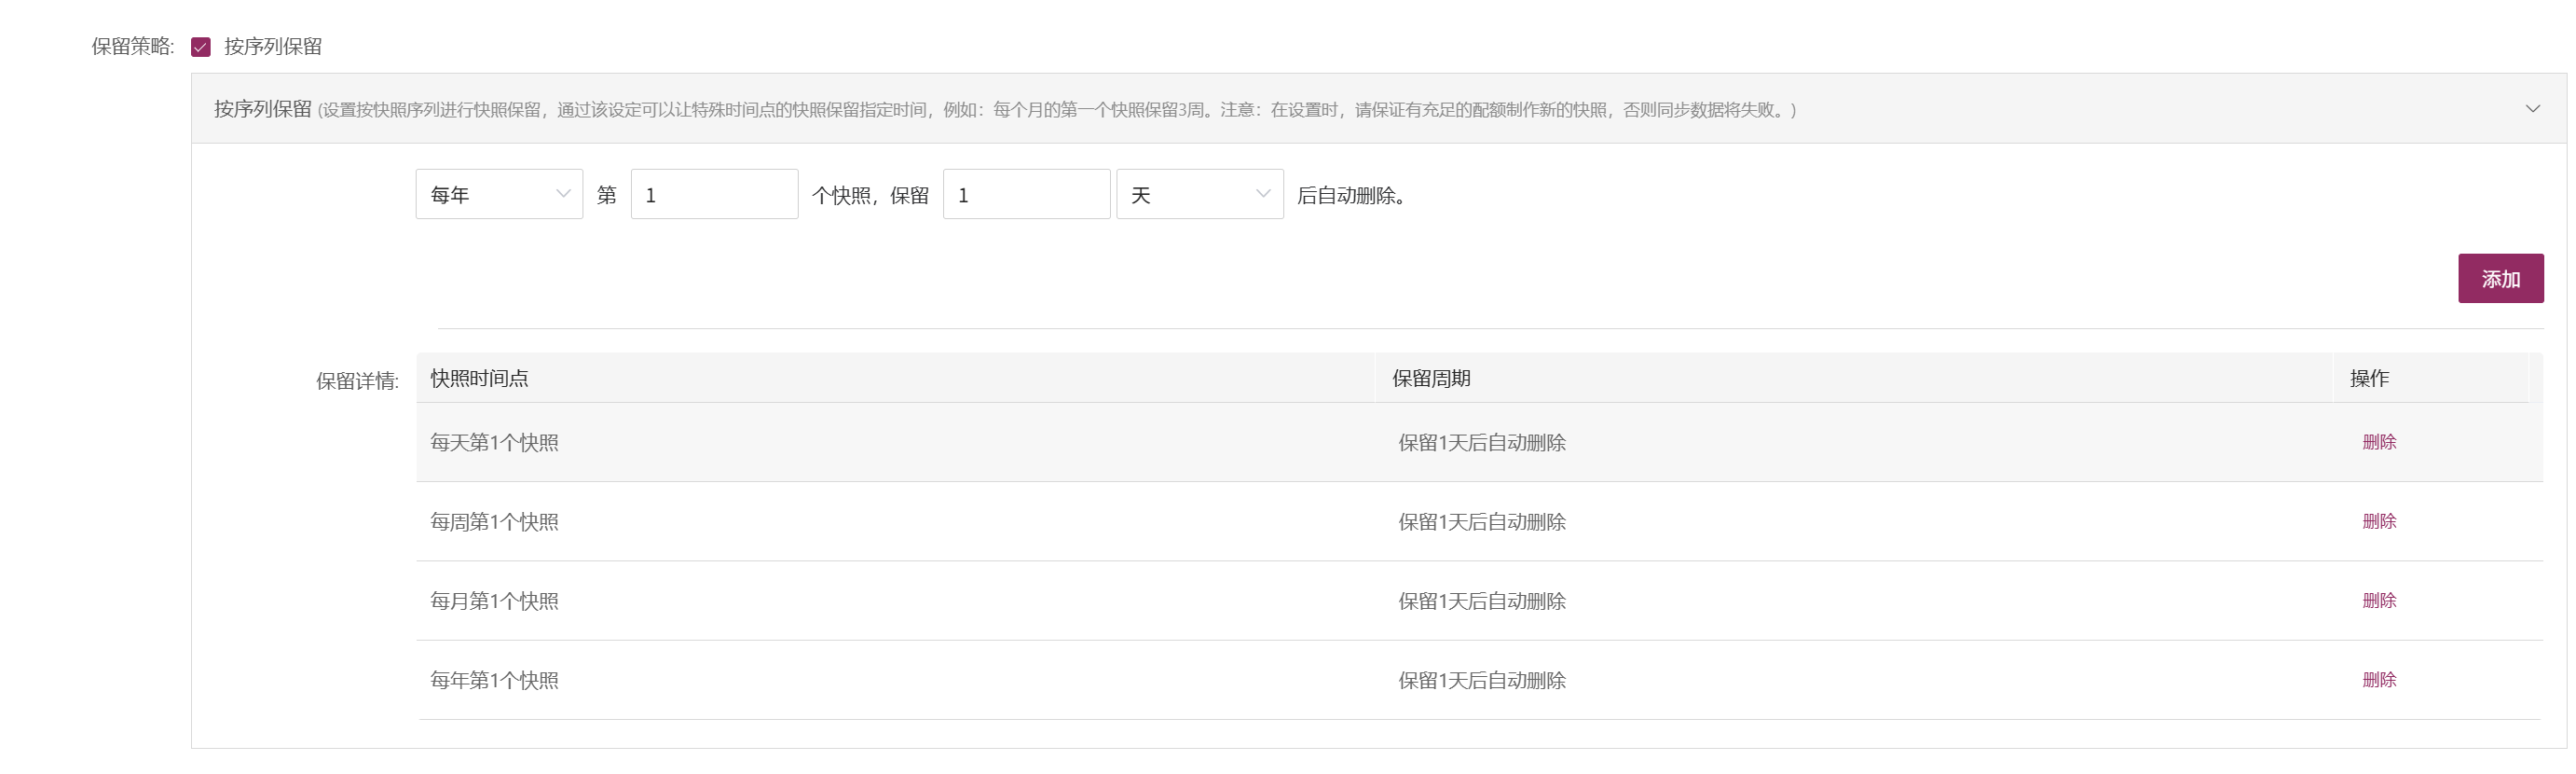 保留策略: 按序列保留
按序列保留 (设置按快照序列进行快照保留，通过该设定可以让特殊时间点的快照保留指定时间，例如：每个月的第一个快照保留3周。注意：在设置时，请保证有充足的配额制作新的快照，否则同步数据将失败。)
每年 第 1 个快照，保留 1 天 后自动删除。
添加
保留详情: 快照时间点 保留周期 操作
每天第1个快照 保留1天后自动删除 删除
每周第1个快照 保留1天后自动删除 删除
每月第1个快照 保留1天后自动删除 删除
每年第1个快照 保留1天后自动删除 删除